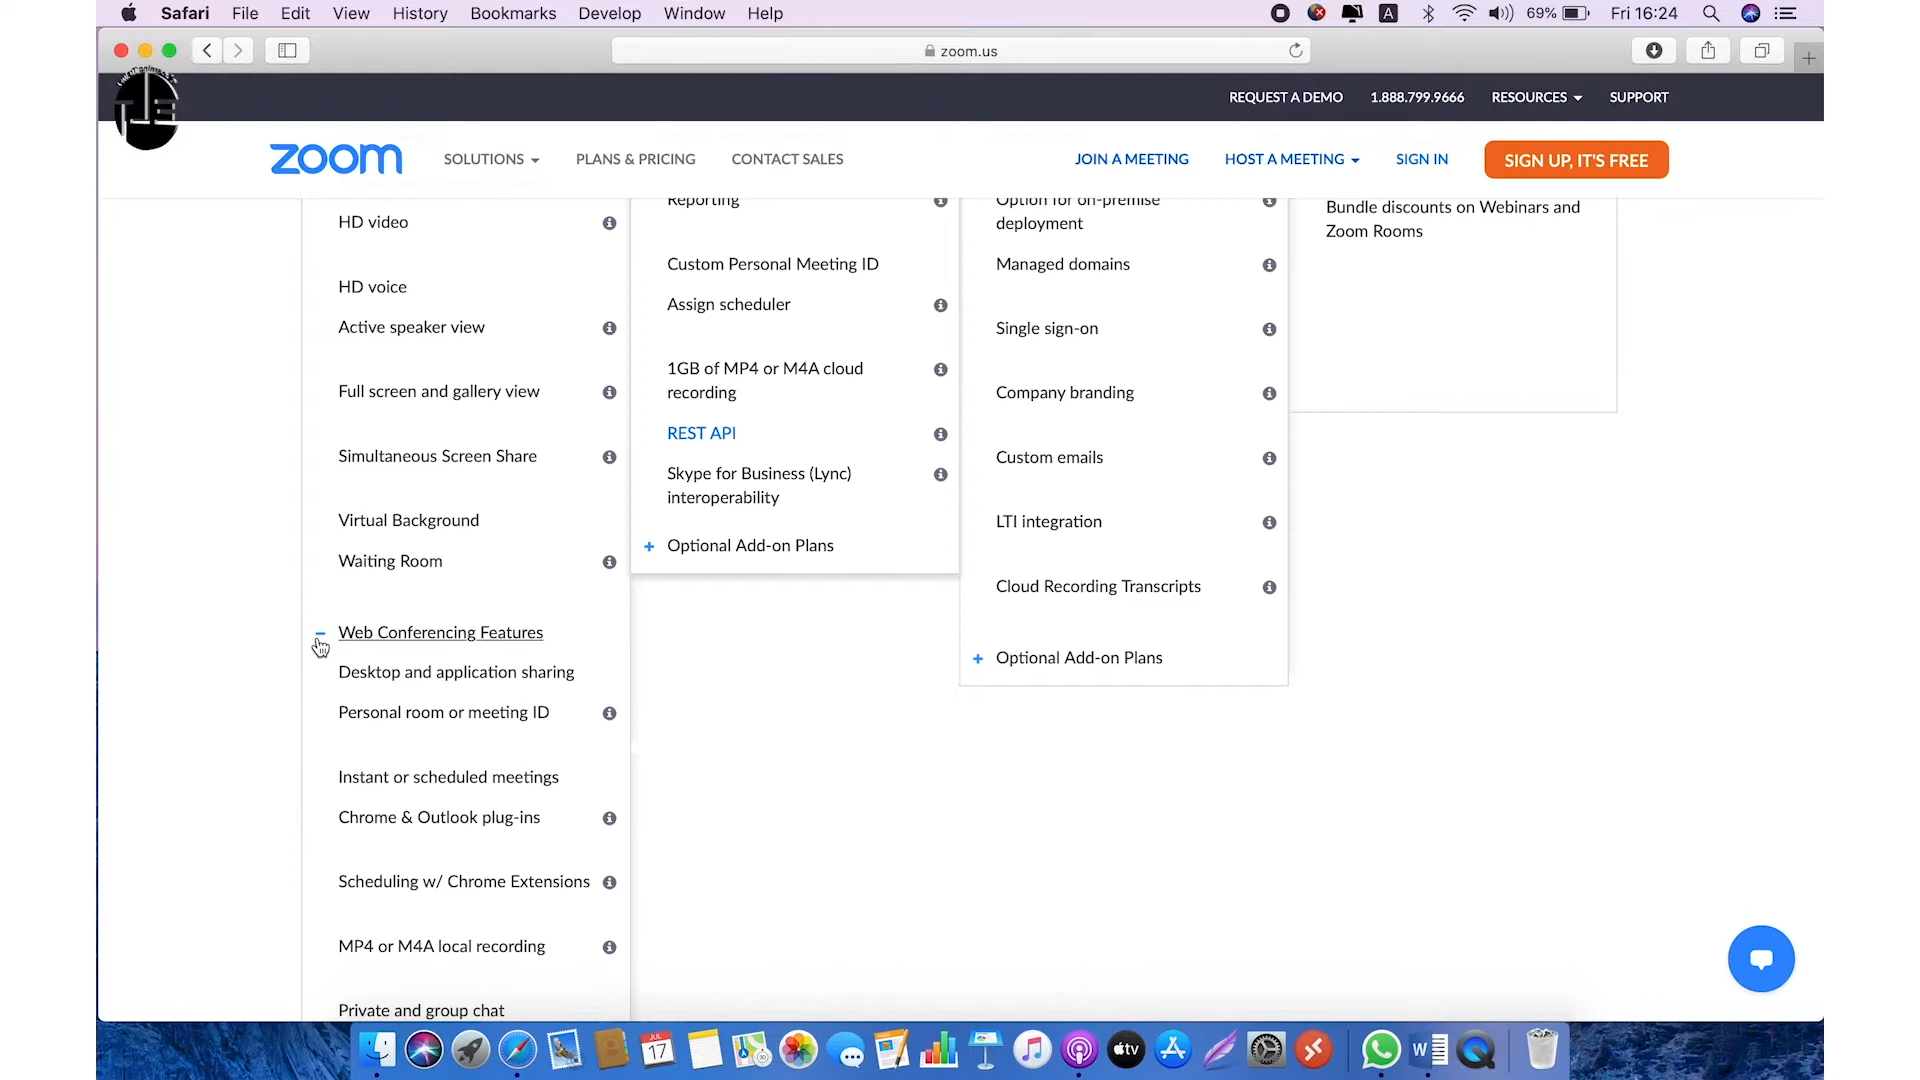 Safari File Edit View History Bookmarks Develop Window Help
A 69% Fri 16:24
zoom.us
REQUEST A DEMO 1.888.799.9666 RESOURCES SUPPORT
zoom SOLUTIONS PLANS & PRICING CONTACT SALES JOIN A MEETING HOST A MEETING SIGN IN SIGN UP, IT'S FREE
HD video
HD voice
Active speaker view
Full screen and gallery view
Simultaneous Screen Share
Virtual Background
Waiting Room
Web Conferencing Features
Desktop and application sharing
Personal room or meeting ID
Instant or scheduled meetings
Chrome & Outlook plug-ins
Scheduling w/ Chrome Extensions
MP4 or M4A local recording
Private and group chat
Reporting
Custom Personal Meeting ID
Assign scheduler
1GB of MP4 or M4A cloud
recording
REST API
Skype for Business (Lync)
interoperability
+ Optional Add-on Plans
Option for on-premise
deployment
Managed domains
Single sign-on
Company branding
Custom emails
LTI integration
Cloud Recording Transcripts
+ Optional Add-on Plans
Bundle discounts on Webinars and
Zoom Rooms
JUL
17
tv
W